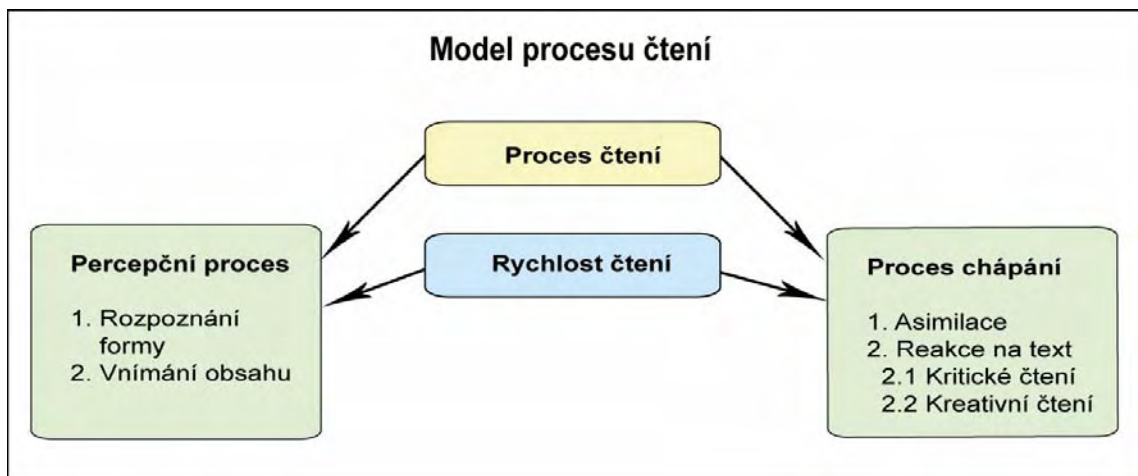 Model procesu čtení
Proces čtení
Rychlost čtení
Percepční proces
1. Rozpoznání
formy
2. Vnímání obsahu
Proces chápání
1. Asimilace
2. Reakce na text
2.1 Kritické čtení
2.2 Kreativní čtení